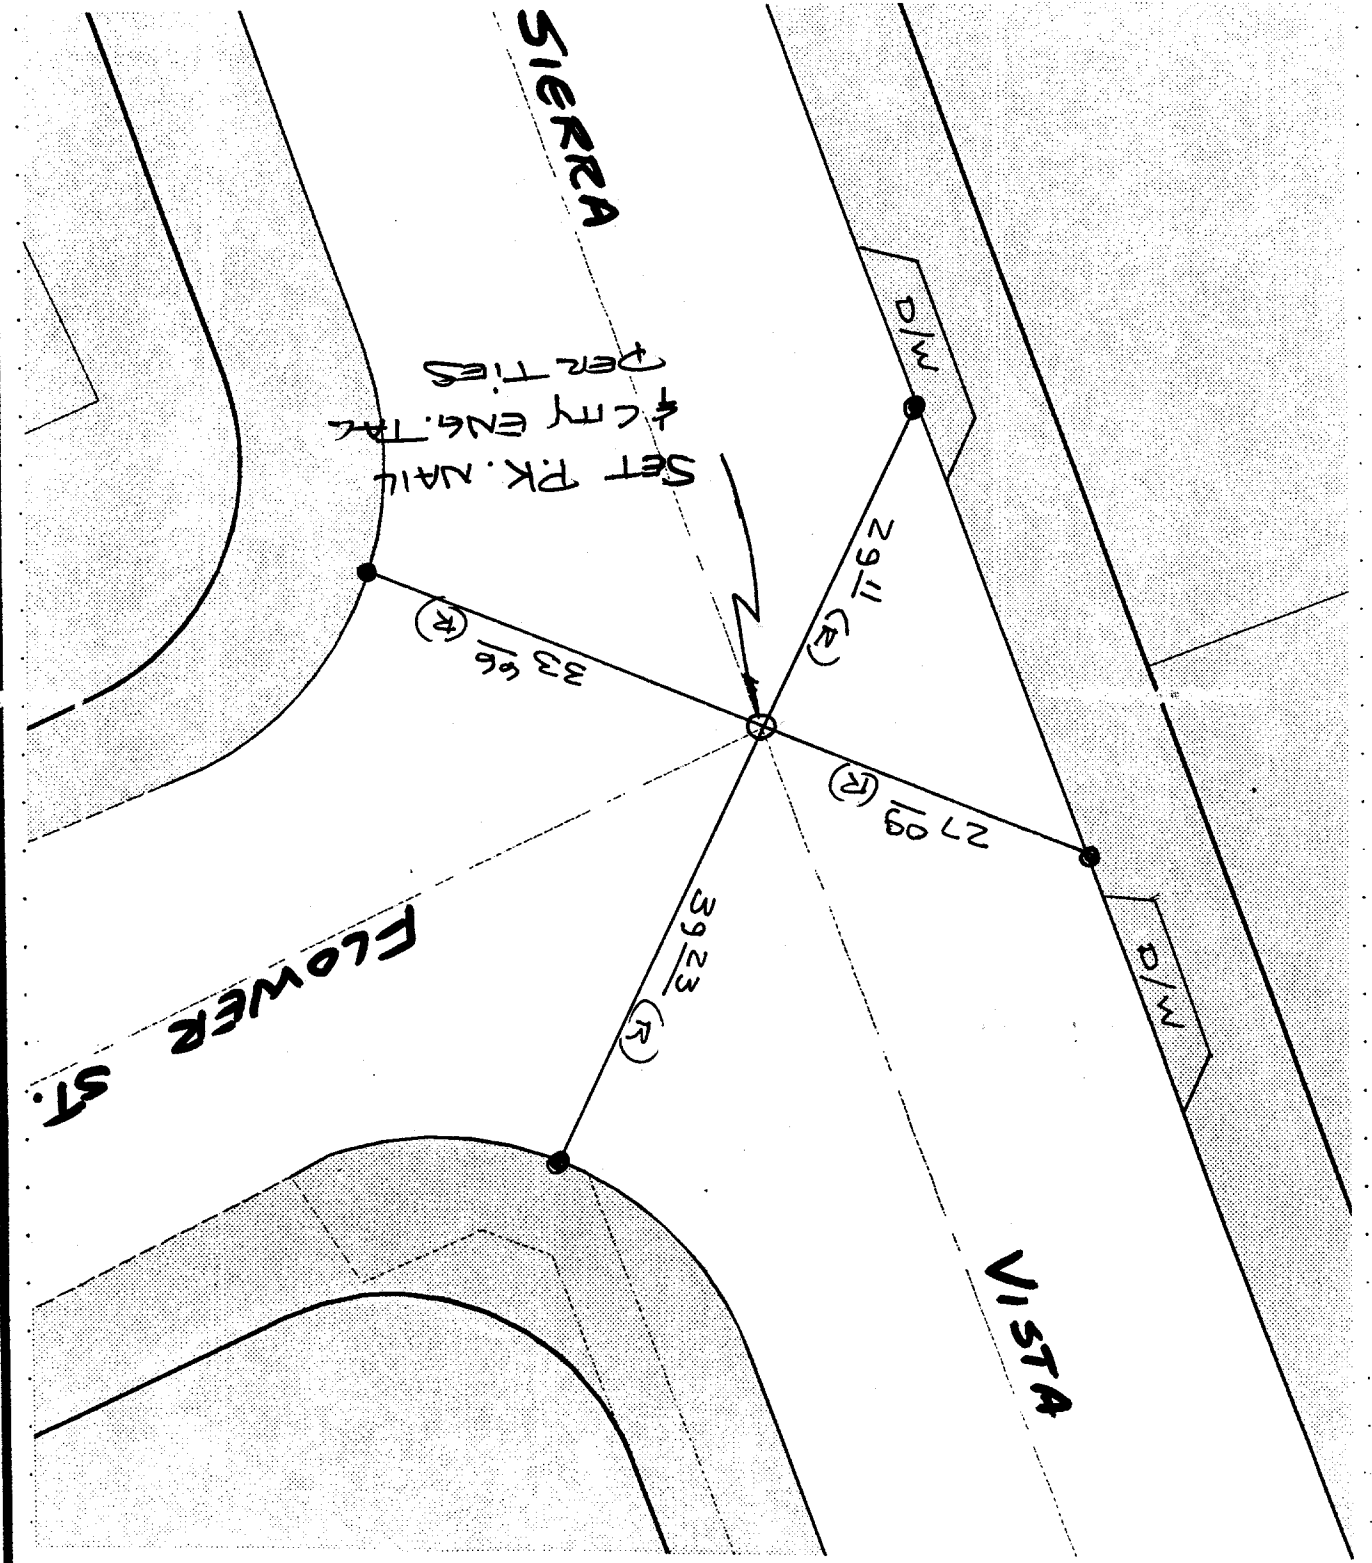 SIERRA
VISTA
FLOWER ST.
SET P.K. NAIL
& CITY ENG. TAG
PER TIES
D/W
D/W
29 11 (R)
33 66 (R)
27 09 (R)
39 23 (R)